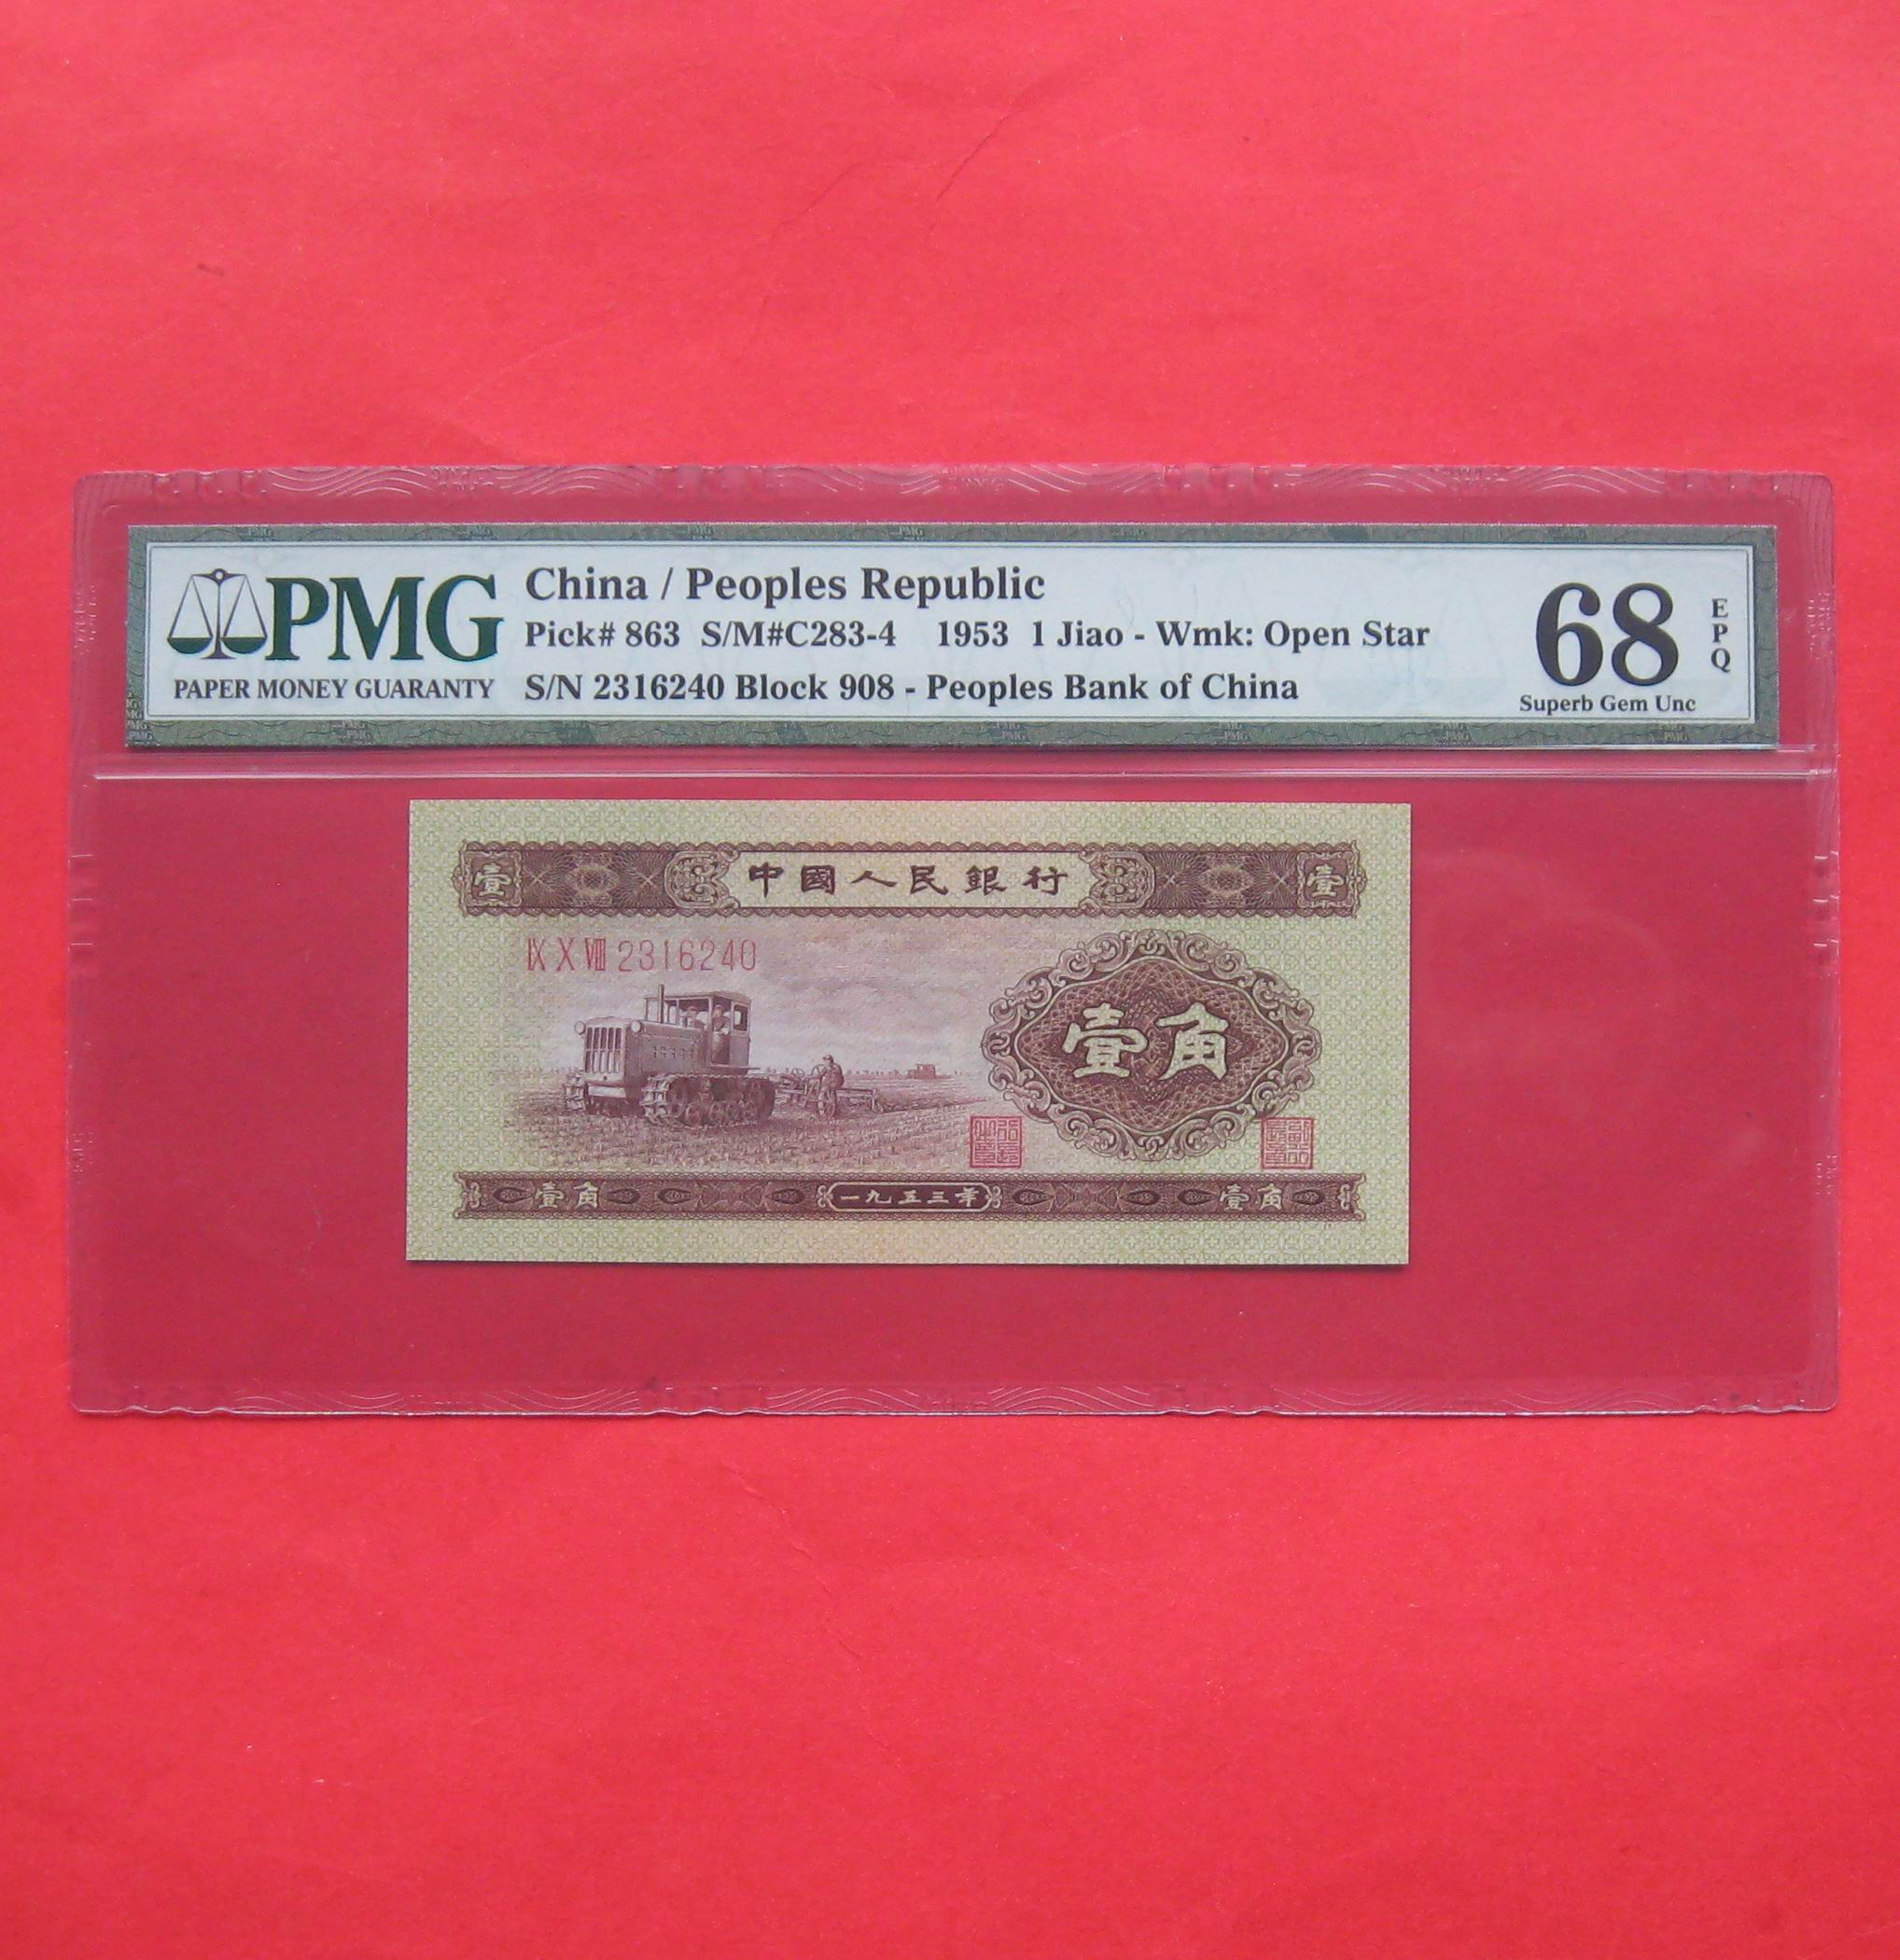 PMG
PAPER MONEY GUARANTY
China / Peoples Republic
Pick# 863 S/M#C283-4 1953 1 Jiao - Wmk: Open Star
S/N 2316240 Block 908 - Peoples Bank of China
68
EPQ
Superb Gem Unc
壹 中國人民銀行 壹
IX X VIII 2316240
壹角
壹角 一九五三年 壹角